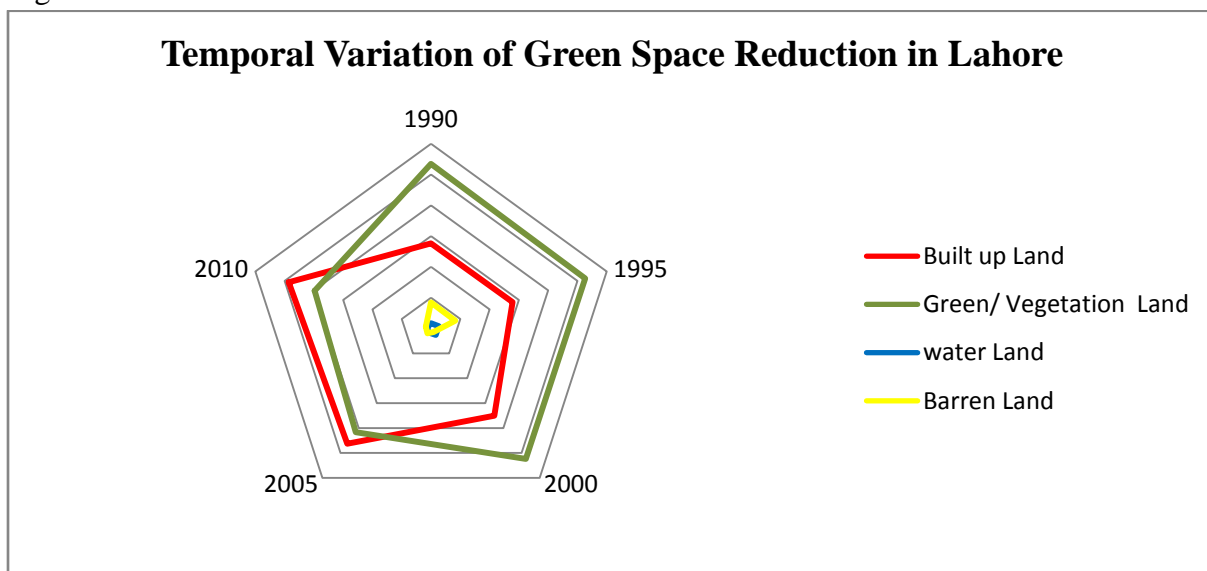 Temporal Variation of Green Space Reduction in Lahore
1990
1995
2000
2005
2010
Built up Land
Green/ Vegetation  Land
water Land
Barren Land